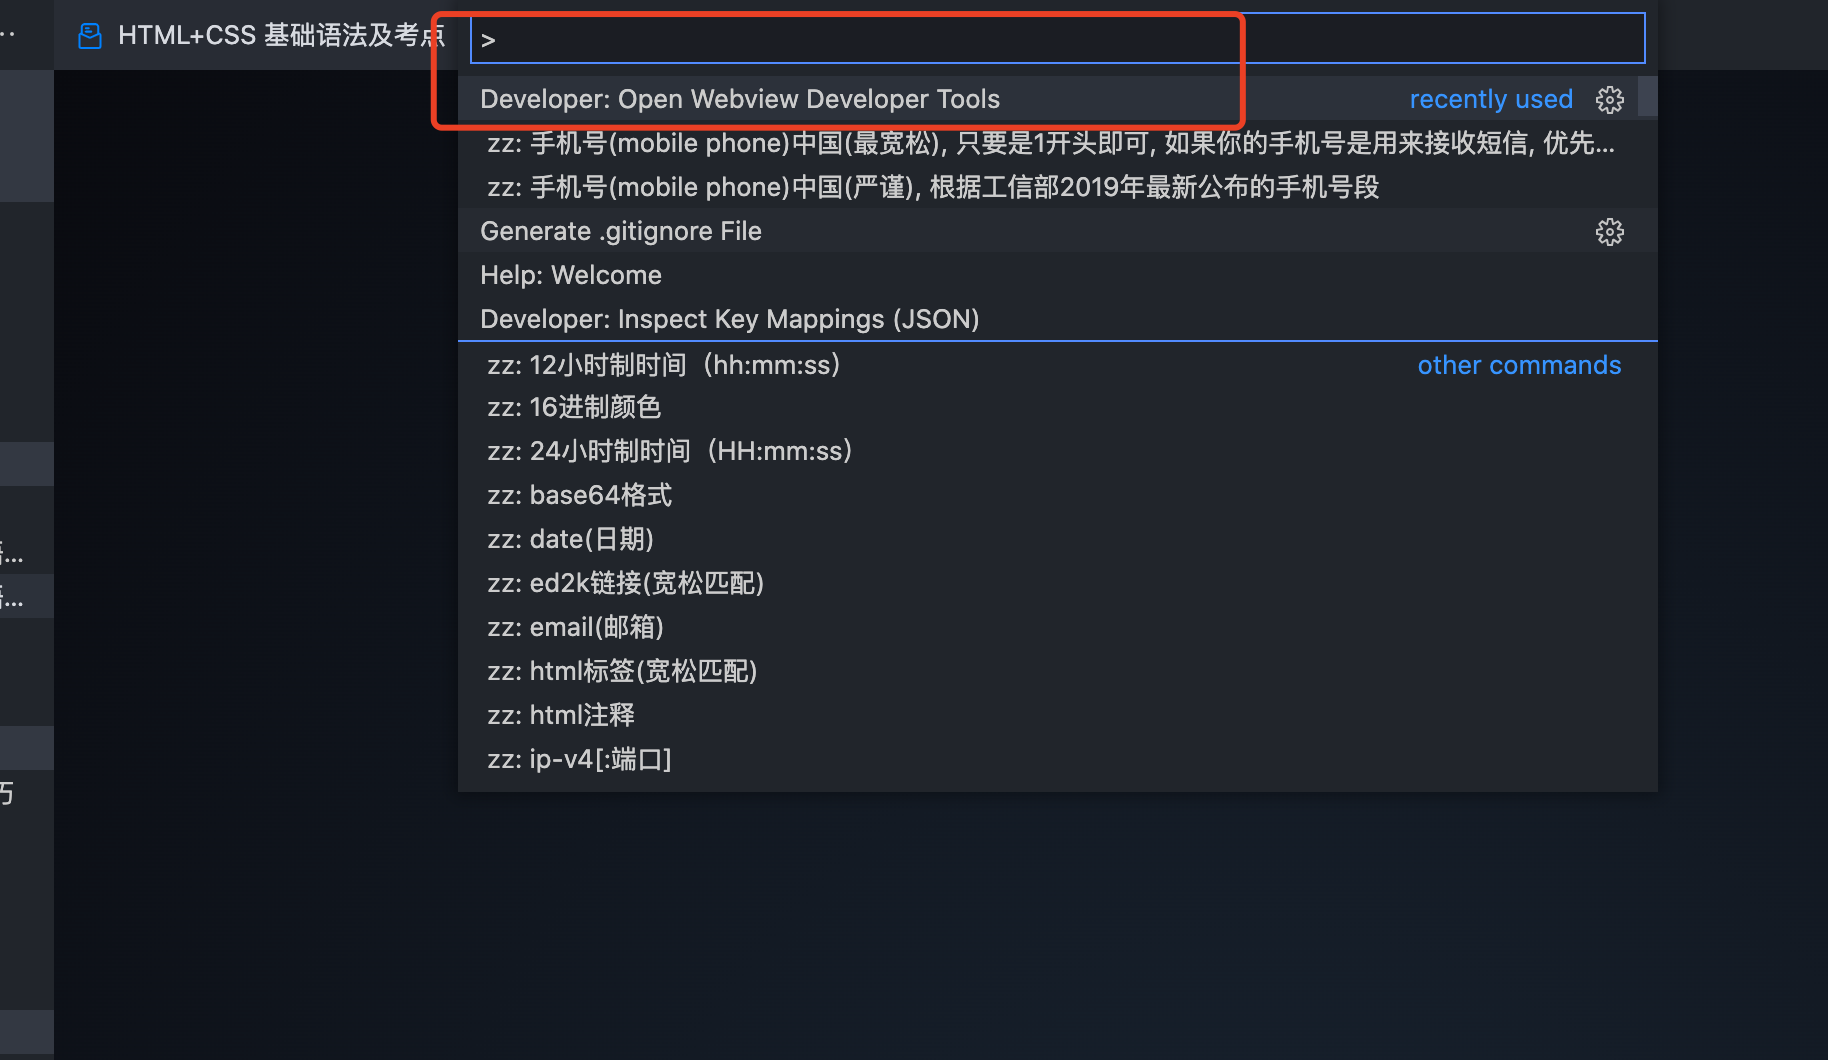 HTML+CSS 基础语法及考点
>
Developer: Open Webview Developer Tools
recently used
zz: 手机号(mobile phone)中国(最宽松), 只要是1开头即可, 如果你的手机号是用来接收短信, 优先...
zz: 手机号(mobile phone)中国(严谨), 根据工信部2019年最新公布的手机号段
Generate .gitignore File
Help: Welcome
Developer: Inspect Key Mappings (JSON)
zz: 12小时制时间（hh:mm:ss）
other commands
zz: 16进制颜色
zz: 24小时制时间（HH:mm:ss）
zz: base64格式
zz: date(日期)
zz: ed2k链接(宽松匹配)
zz: email(邮箱)
zz: html标签(宽松匹配)
zz: html注释
zz: ip-v4[:端口]
巧